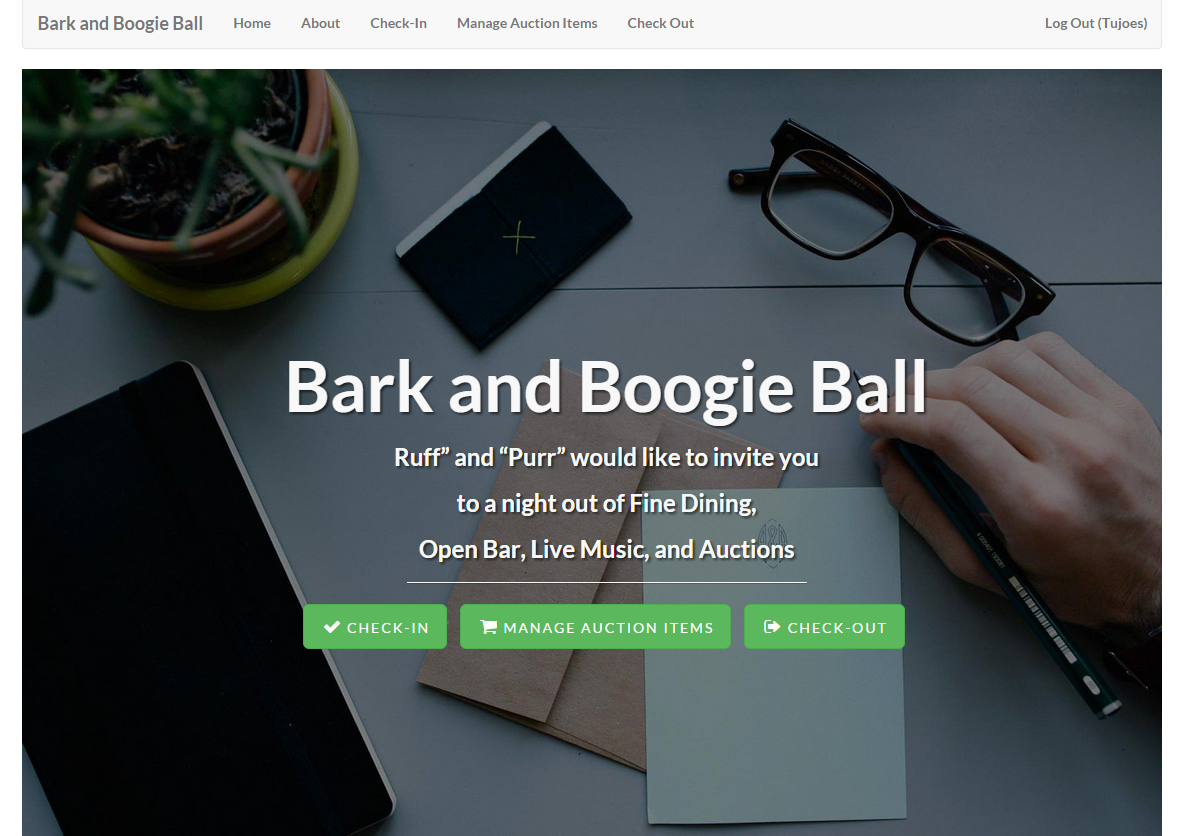 Bark and Boogie Ball Home About Check-In Manage Auction Items Check Out Log Out (Tujoes)
Bark and Boogie Ball
Ruff” and “Purr” would like to invite you
to a night out of Fine Dining,
Open Bar, Live Music, and Auctions
CHECK-IN MANAGE AUCTION ITEMS CHECK-OUT